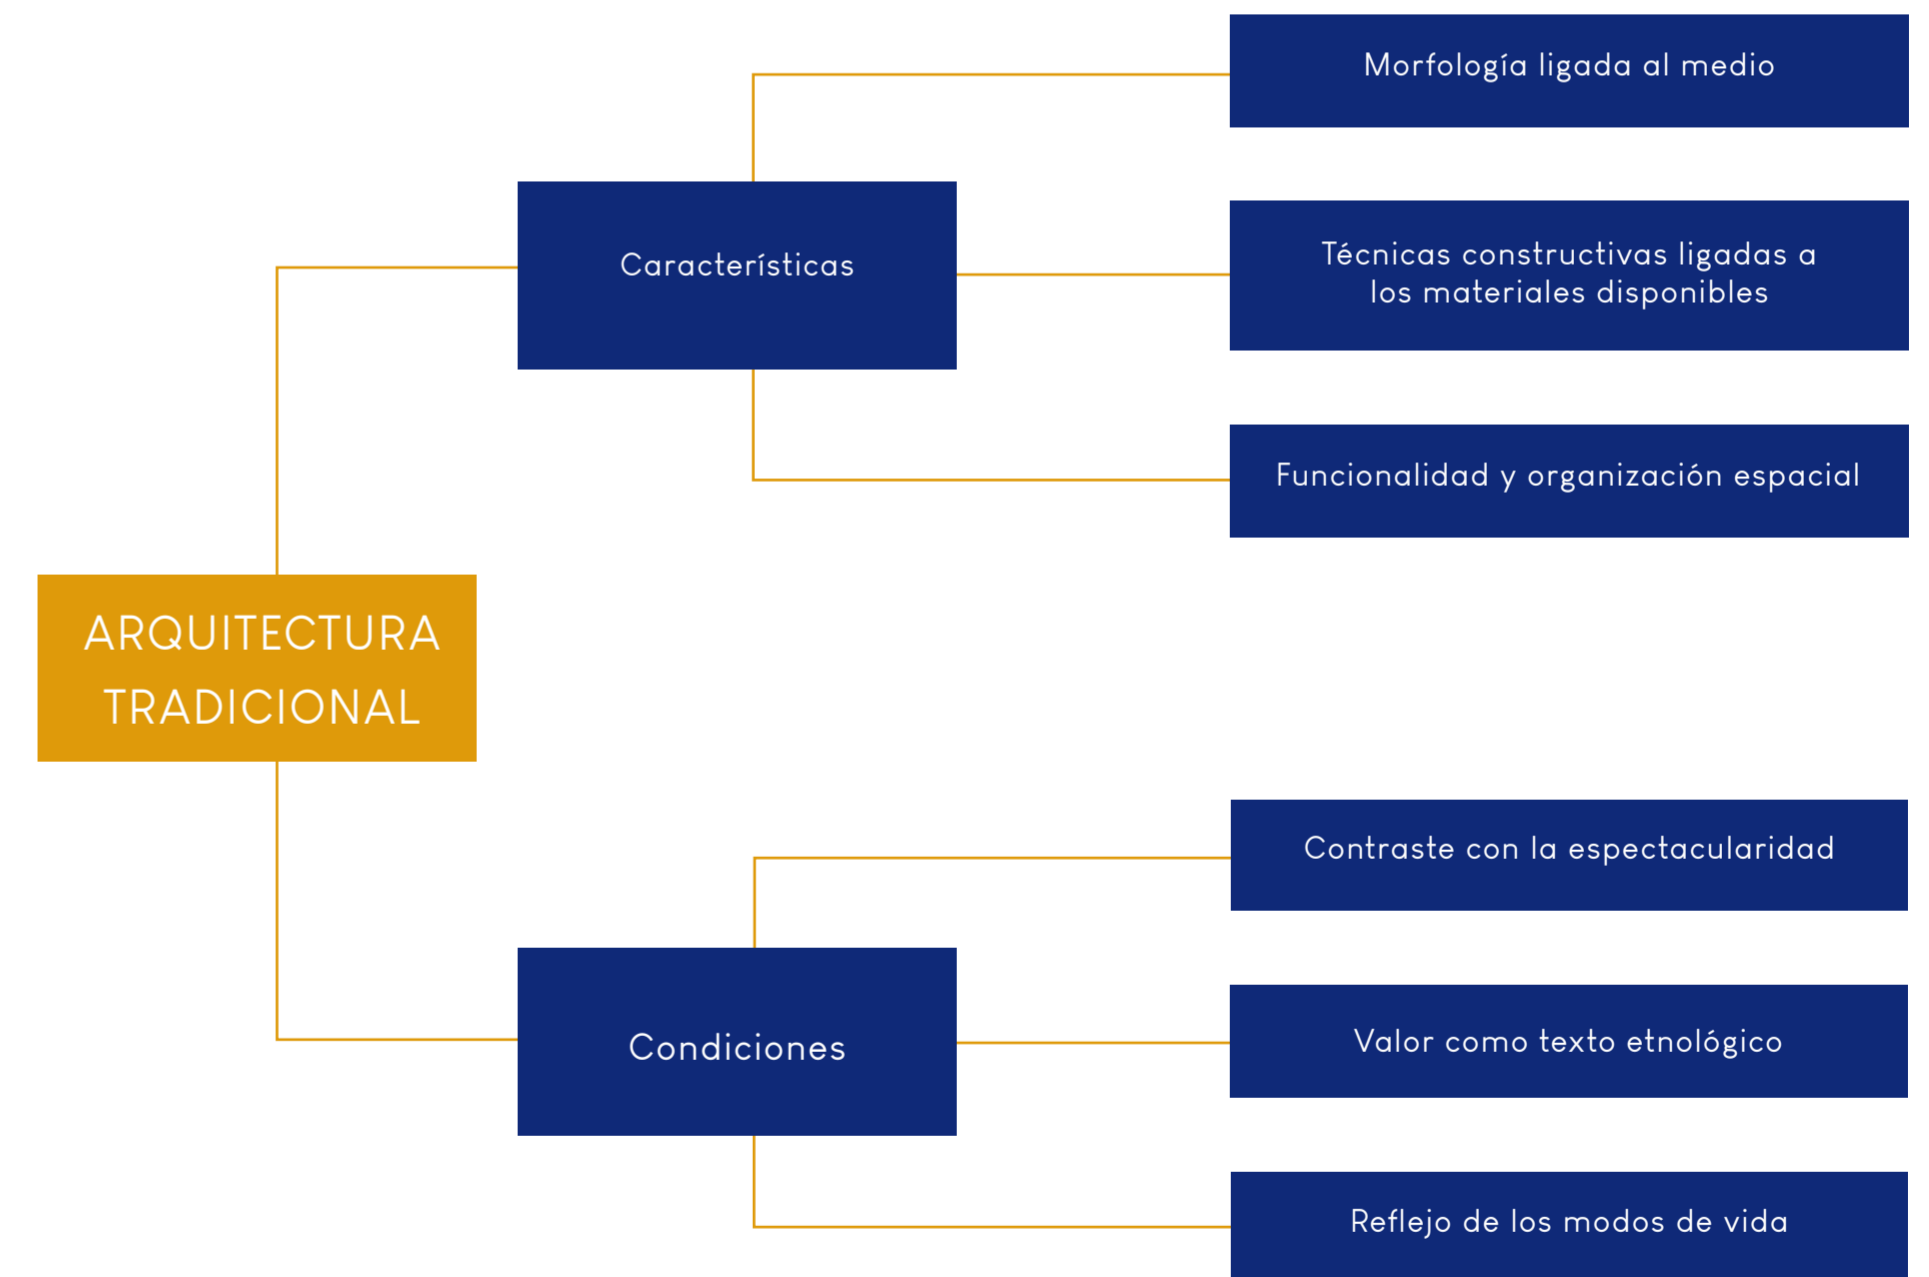 ARQUITECTURA
TRADICIONAL
Características
Morfología ligada al medio
Técnicas constructivas ligadas a
los materiales disponibles
Funcionalidad y organización espacial
Condiciones
Contraste con la espectacularidad
Valor como texto etnológico
Reflejo de los modos de vida